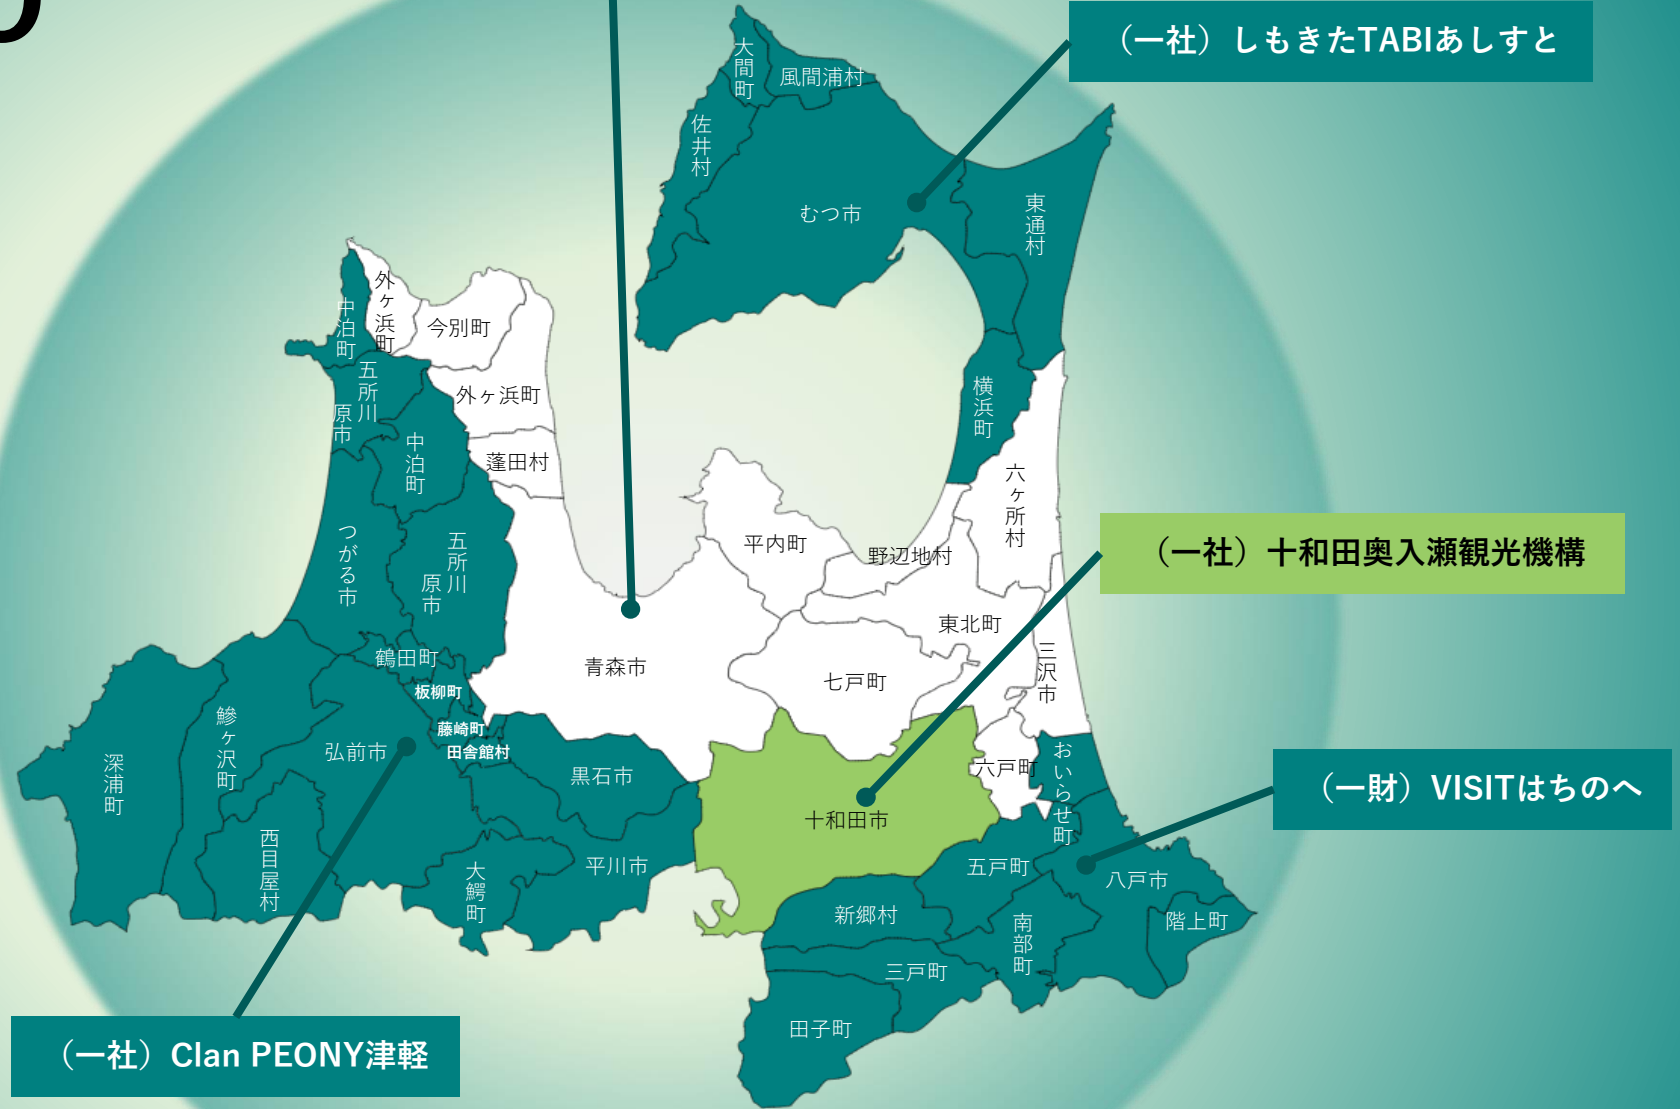 （一社）しもきたTABIあしすと
大間町
風間浦村
佐井村
むつ市
東通村
外ヶ浜町
中泊町
今別町
五所川原市
外ヶ浜町
横浜町
中泊町
蓬田村
六ヶ所村
つがる市
五所川原市
平内町
野辺地村
（一社）十和田奥入瀬観光機構
東北町
鶴田町
青森市
七戸町
三沢市
板柳町
藤崎町
田舎館村
鰺ヶ沢町
弘前市
深浦町
黒石市
六戸町
おいらせ町
（一財）VISITはちのへ
十和田市
西目屋村
大鰐町
平川市
五戸町
八戸市
新郷村
南部町
階上町
三戸町
田子町
（一社）Clan PEONY津軽